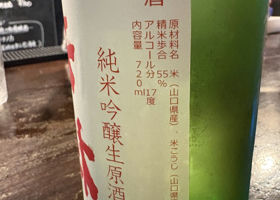 酒
原材料名 米(山口県産)、米こうじ(山口県
精米歩合 55%
アルコール分 17度
内容量 720ml
純米吟醸生原酒